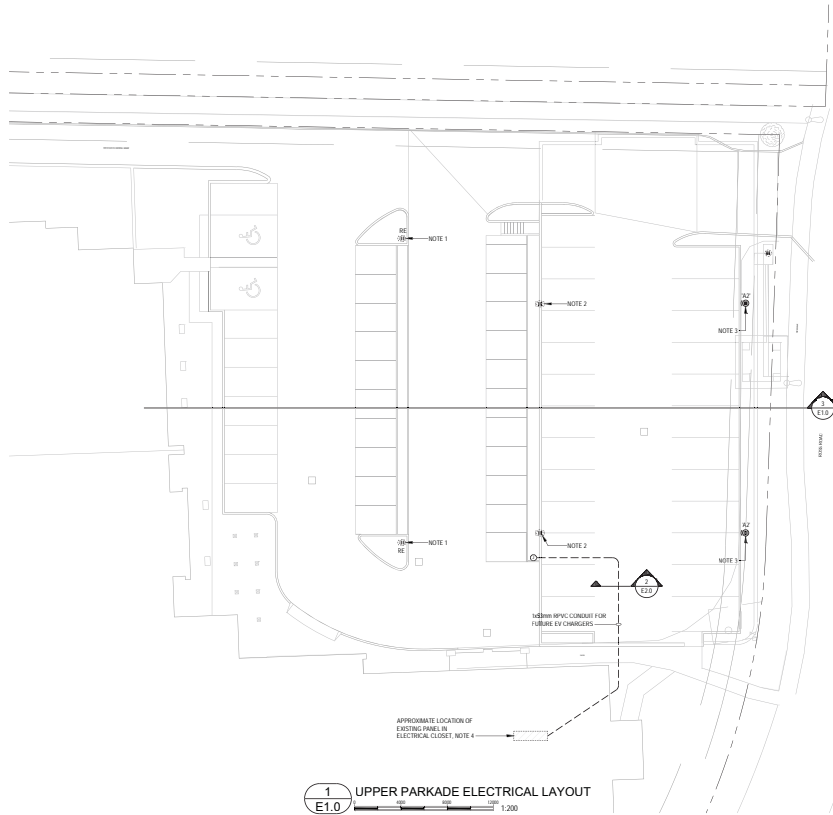 RE
NOTE 1
NOTE 2
'A2'
NOTE 3
3
E1.0
ROSS ROAD
'A2'
NOTE 1
RE
NOTE 2
NOTE 3
2
E2.0
1x53mm RPVC CONDUIT FOR
FUTURE EV CHARGERS
APPROXIMATE LOCATION OF
EXISTING PANEL IN
ELECTRICAL CLOSET, NOTE 4
1
E1.0
UPPER PARKADE ELECTRICAL LAYOUT
0 4000 8000 12000
1:200